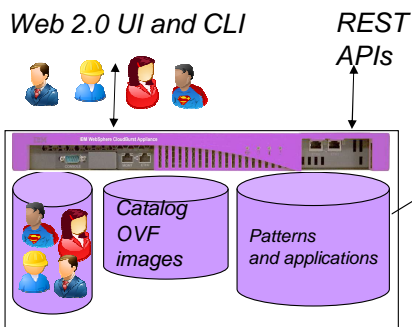 Web 2.0 UI and CLI
REST
APIs
IBM WebSphere CloudBurst Appliance
Catalog
OVF
images
Patterns
and applications